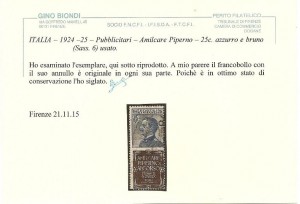 GINO BIONDI
PERITO FILATELICO
FIRENZE
SOCIO F.N.C.F.I.
ITALIA – 1924 –25 – Pubblicitari – Amilcare Piperno – 25c. azzurro e bruno
(Sass. 6) usato.
Ho esaminato l'esemplare, qui sotto riprodotto. A mio parere il francobollo con
il suo annullo è originale in ogni sua parte. Poiché è in ottimo stato di
conservazione l'ho siglato.
Firenze 21.11.15